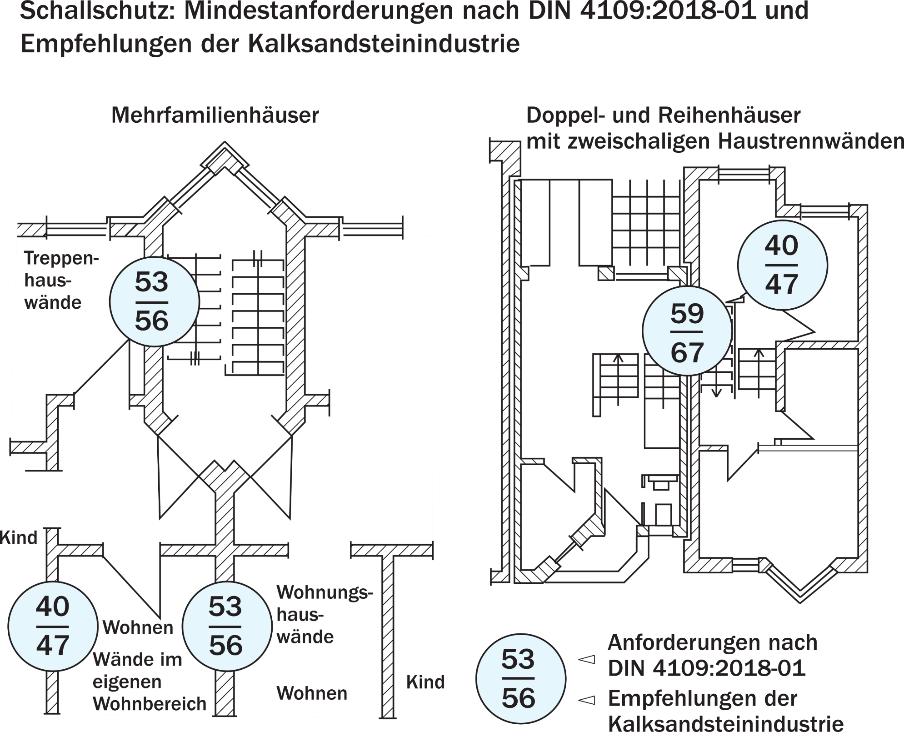 Schallschutz: Mindestanforderungen nach DIN 4109:2018-01 und
Empfehlungen der Kalksandsteinindustrie
Mehrfamilienhäuser
Treppen-
haus-
wände
53
56
Kind
40
47
Wohnen
Wände im
eigenen
Wohnbereich
53
56
Wohnungs-
haus-
wände
Wohnen
Kind
Doppel- und Reihenhäuser
mit zweischaligen Haustrennwänden
40
47
59
67
53
56
Anforderungen nach
DIN 4109:2018-01
Empfehlungen der
Kalksandsteinindustrie